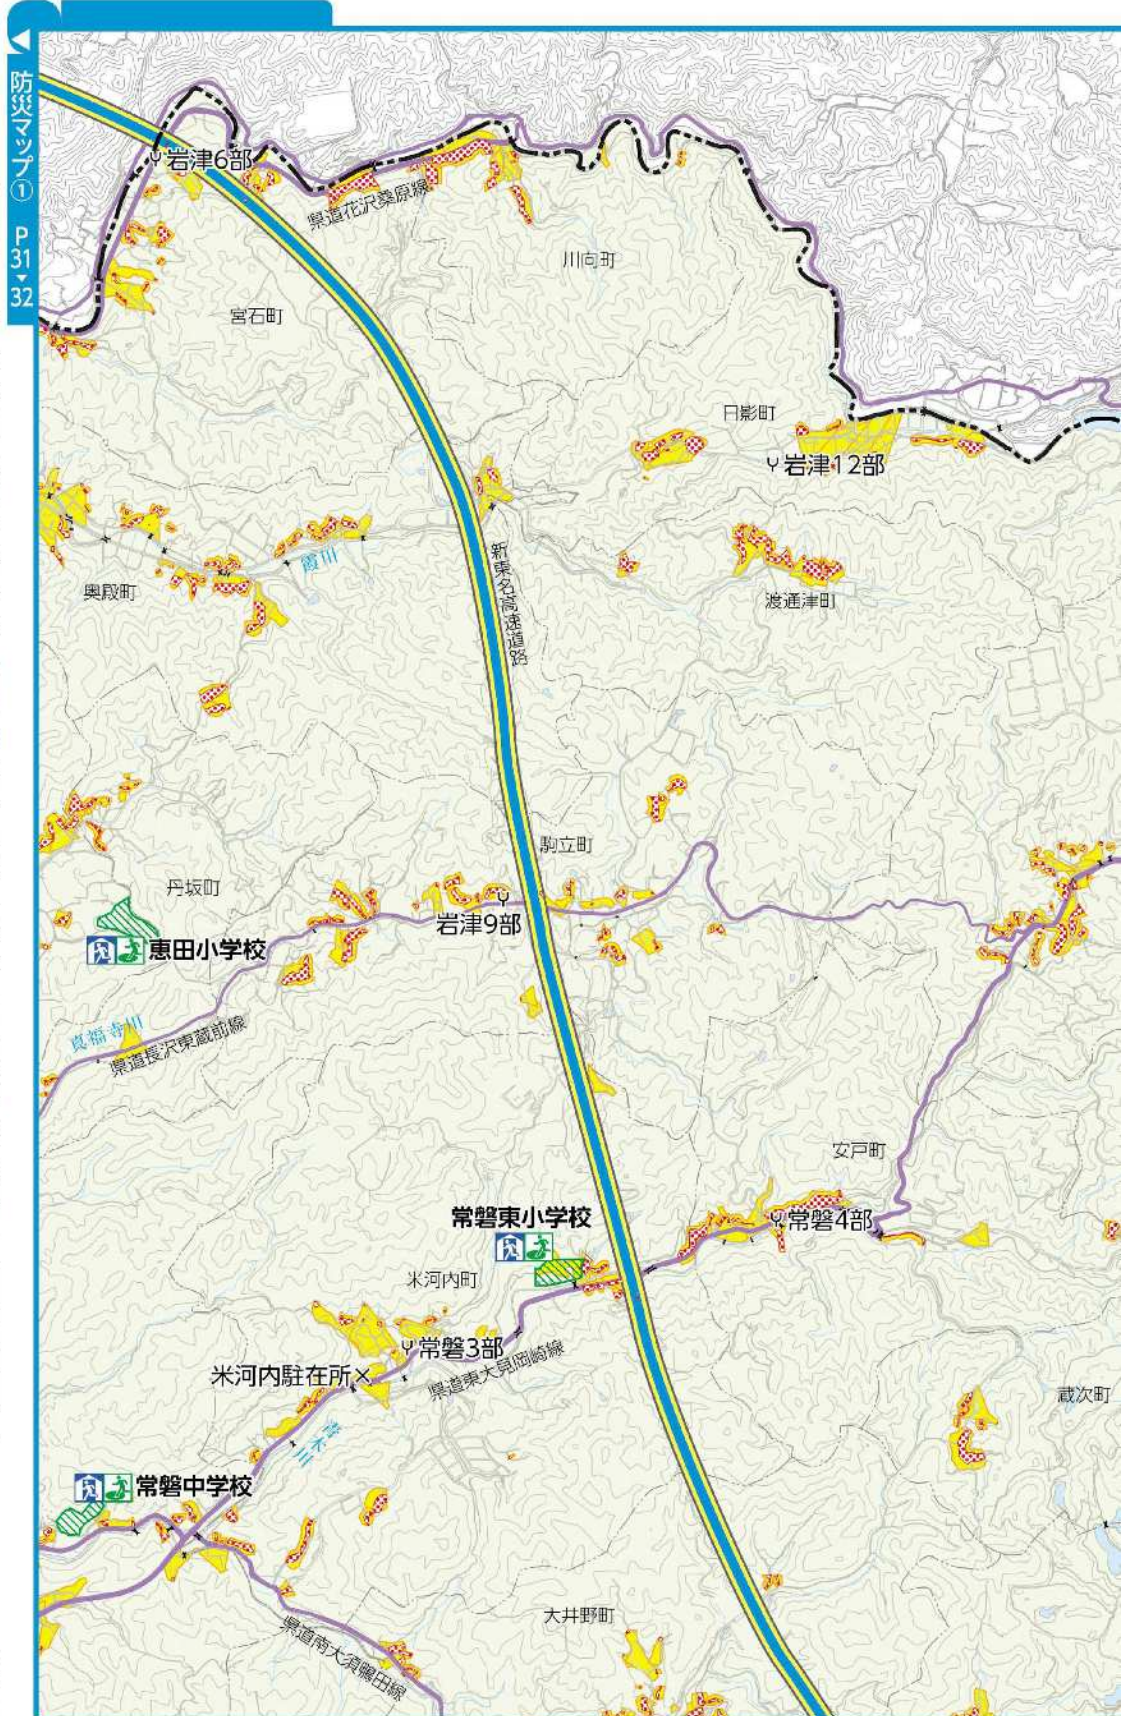 防災マップ① P31▸32
岩津6部
県道花沢桑原線
川向町
宮石町
日影町
岩津12部
新東名高速道路
霞川
奥殿町
渡通津町
駒立町
丹坂町
岩津9部
恵田小学校
真福寺川
県道長沢東蔵前線
安戸町
常磐東小学校
常磐4部
米河内町
常磐3部
米河内駐在所
県道東大見岡崎線
蔵次町
青木川
常磐中学校
大井野町
県道南大須鴨田線